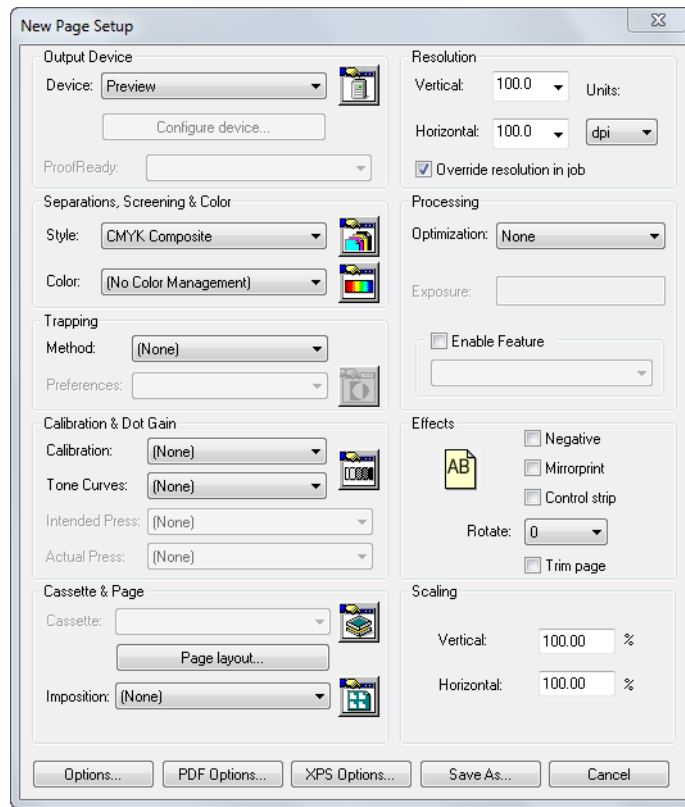 New Page Setup
Output Device
Device: Preview
Configure device...
ProofReady:
Resolution
Vertical: 100.0 Units:
Horizontal: 100.0 dpi
Override resolution in job
Separations, Screening & Color
Style: CMYK Composite
Color: (No Color Management)
Processing
Optimization: None
Exposure:
Enable Feature
Trapping
Method: (None)
Preferences:
Calibration & Dot Gain
Calibration: (None)
Tone Curves: (None)
Intended Press: (None)
Actual Press: (None)
Effects
AB
Negative
Mirrorprint
Control strip
Rotate: 0
Trim page
Cassette & Page
Cassette:
Page layout...
Imposition: (None)
Scaling
Vertical: 100.00 %
Horizontal: 100.00 %
Options... PDF Options... XPS Options... Save As... Cancel